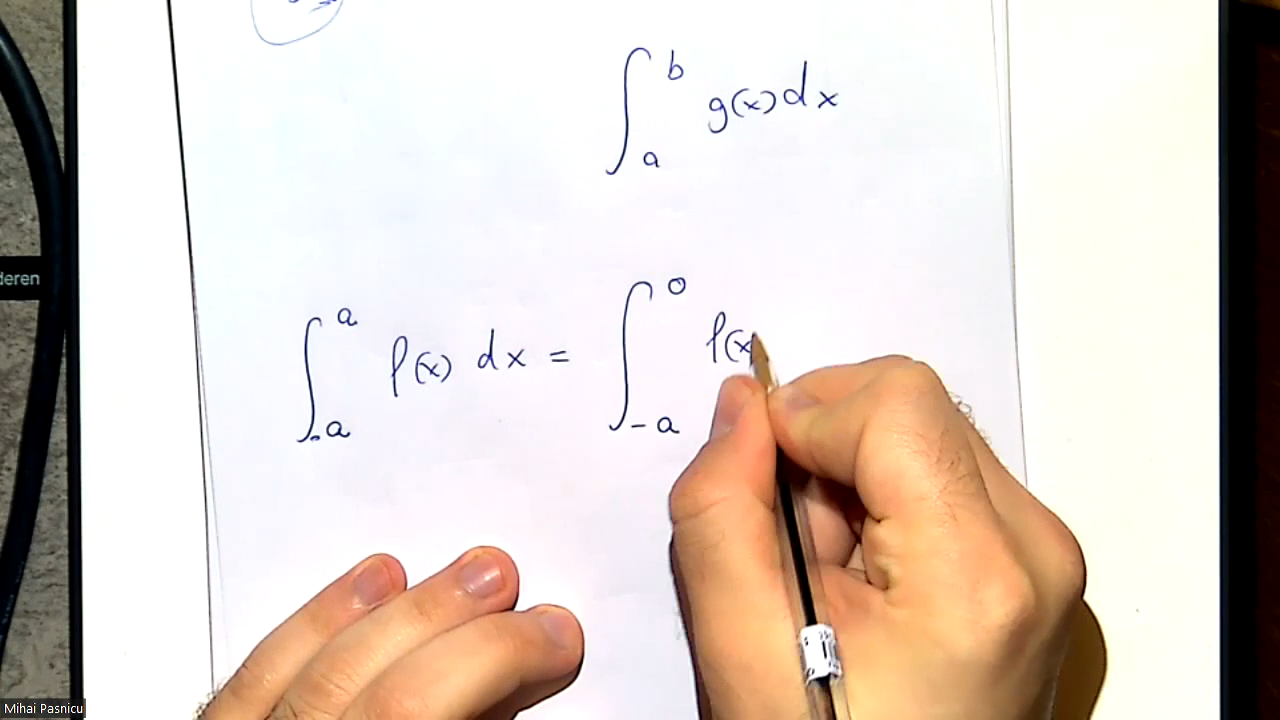 ∫_a^b g(x) dx
∫_{-a}^a f(x) dx = ∫_{-a}^0 f(x)
deren
Mihai Pasnicu